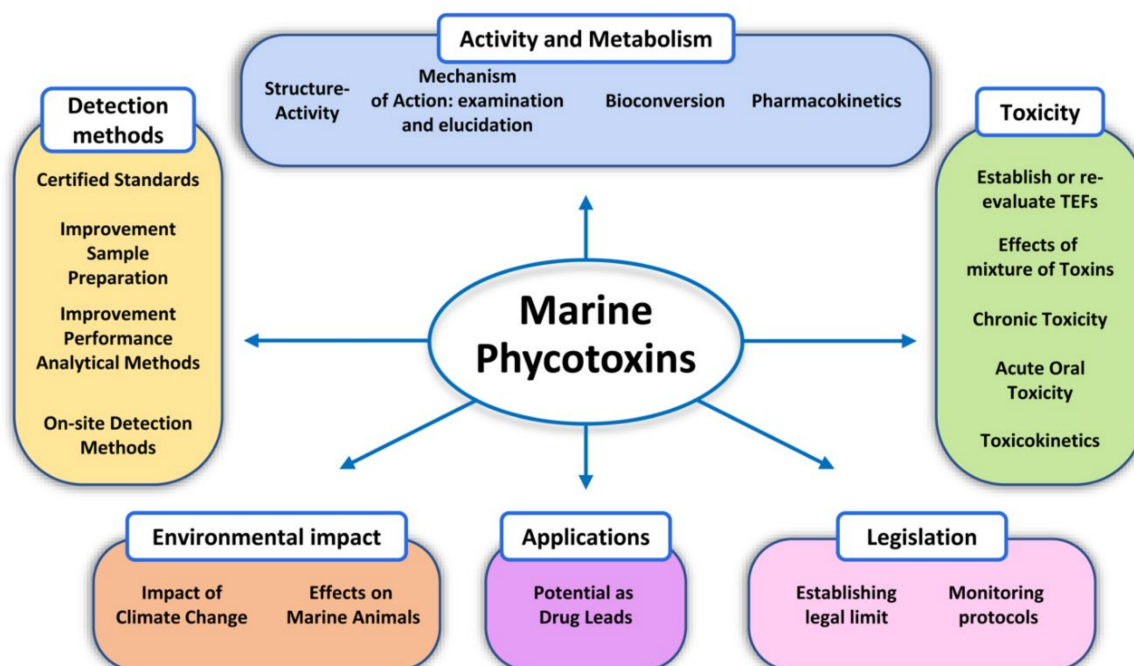 Activity and Metabolism
Structure-
Activity
Mechanism
of Action: examination
and elucidation
Bioconversion
Pharmacokinetics
Detection
methods
Certified Standards
Improvement
Sample
Preparation
Improvement
Performance
Analytical Methods
On-site Detection
Methods
Marine
Phycotoxins
Toxicity
Establish or re-
evaluate TEFs
Effects of
mixture of Toxins
Chronic Toxicity
Acute Oral
Toxicity
Toxicokinetics
Environmental impact
Impact of
Climate Change
Effects on
Marine Animals
Applications
Potential as
Drug Leads
Legislation
Establishing
legal limit
Monitoring
protocols